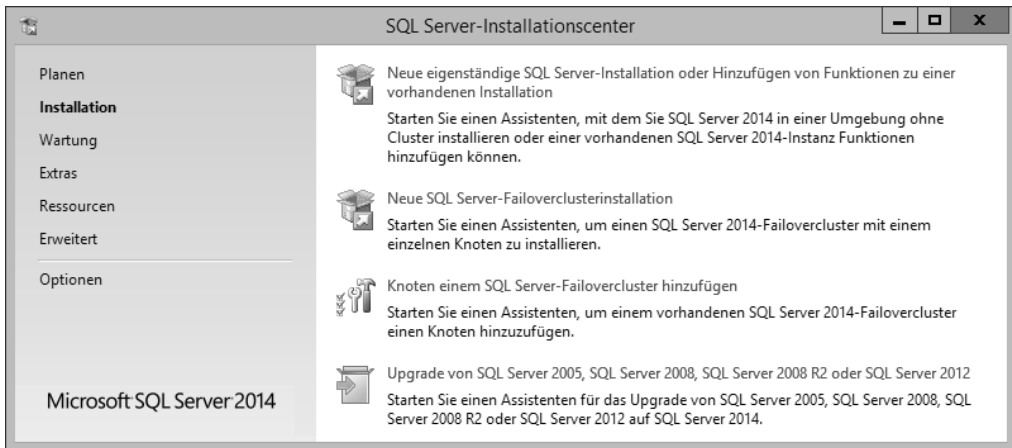 SQL Server-Installationscenter
Planen
Installation
Wartung
Extras
Ressourcen
Erweitert
Optionen
Microsoft SQL Server 2014
Neue eigenständige SQL Server-Installation oder Hinzufügen von Funktionen zu einer
vorhandenen Installation
Starten Sie einen Assistenten, mit dem Sie SQL Server 2014 in einer Umgebung ohne
Cluster installieren oder einer vorhandenen SQL Server 2014-Instanz Funktionen
hinzufügen können.
Neue SQL Server-Failoverclusterinstallation
Starten Sie einen Assistenten, um einen SQL Server 2014-Failovercluster mit einem
einzelnen Knoten zu installieren.
Knoten einem SQL Server-Failovercluster hinzufügen
Starten Sie einen Assistenten, um einem vorhandenen SQL Server 2014-Failovercluster
einen Knoten hinzuzufügen.
Upgrade von SQL Server 2005, SQL Server 2008, SQL Server 2008 R2 oder SQL Server 2012
Starten Sie einen Assistenten für das Upgrade von SQL Server 2005, SQL Server 2008, SQL
Server 2008 R2 oder SQL Server 2012 auf SQL Server 2014.